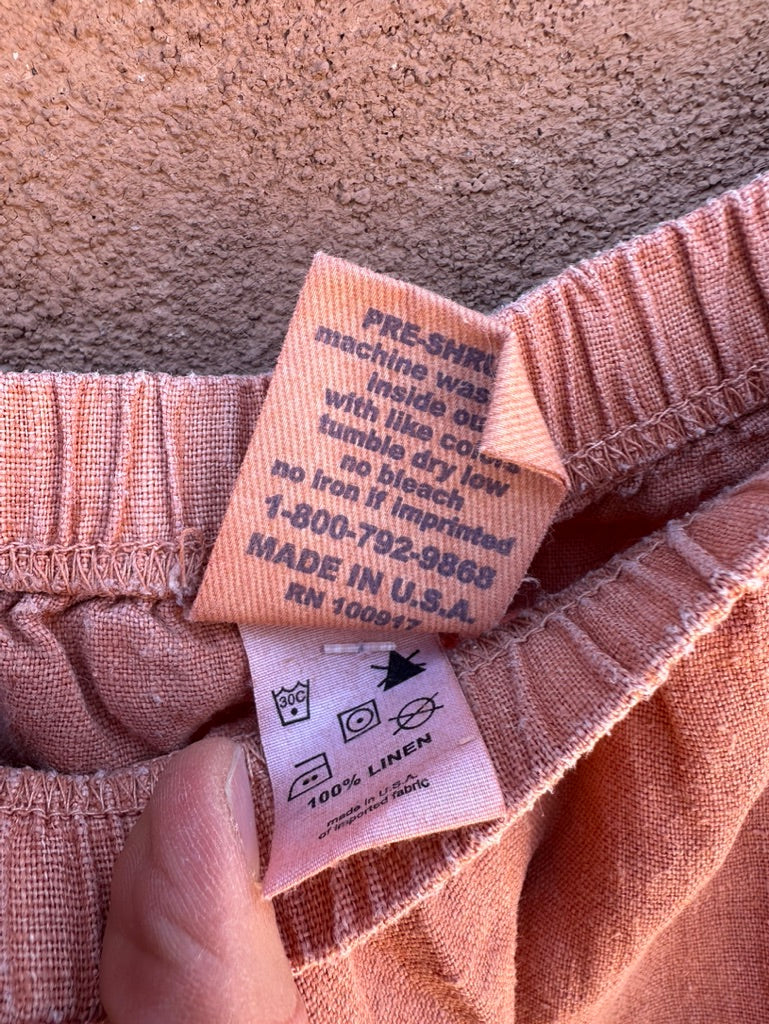 PRE-SHRU
machine was
inside ou
with like colors
tumble dry low
no bleach
no iron if imprinted
1-800-792-9868
MADE IN U.S.A.
RN 100917
30C
100% LINEN
made in U.S.A.
of imported fabric